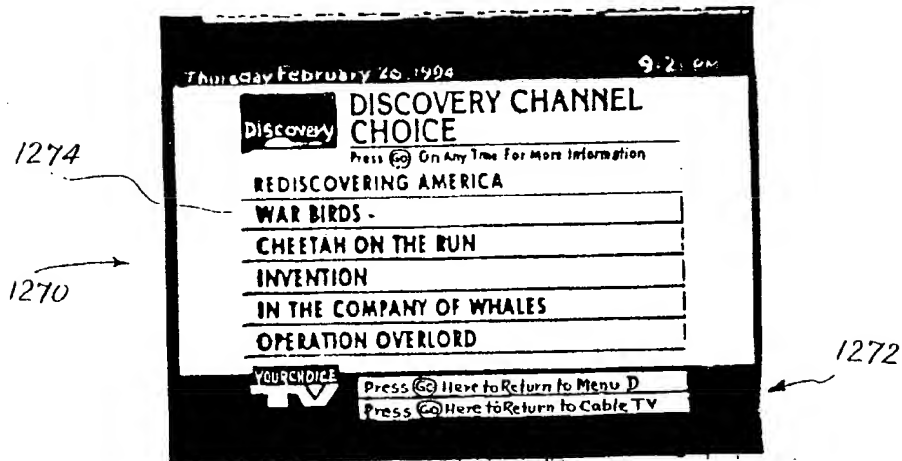 Thursday February 1994 PM
Discovery
DISCOVERY CHANNEL
CHOICE
Press Go On Any Time For More Information
REDISCOVERING AMERICA
1274
WAR BIRDS -
CHEETAH ON THE RUN
INVENTION
1270
IN THE COMPANY OF WHALES
OPERATION OVERLORD
1272
YOUR CHOICE
TV
Press Go Here to Return to Menu D
Press Go Here to Return to Cable TV